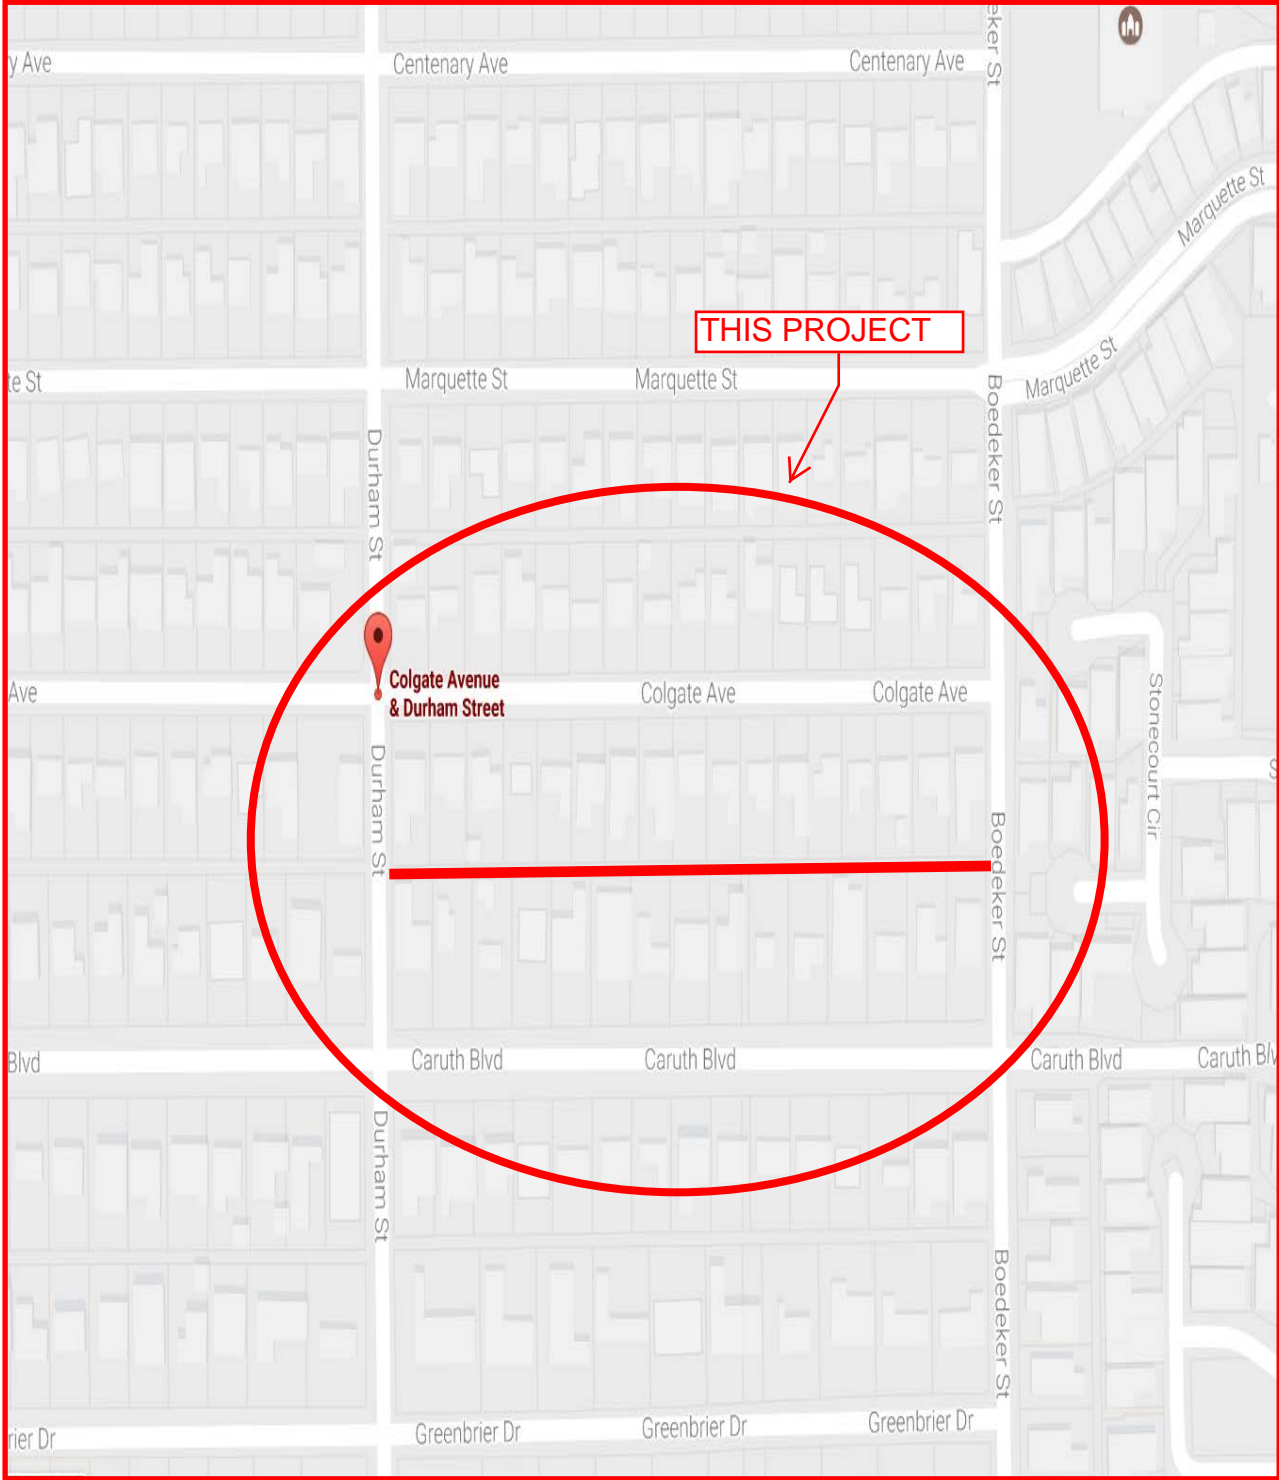 y Ave
Centenary Ave
Centenary Ave
eker St
Marquette St
THIS PROJECT
te St
Marquette St
Marquette St
Marquette St
Boedeker St
Durham St
Colgate Avenue
& Durham Street
Ave
Colgate Ave
Colgate Ave
Stonecourt Cir
S
Durham St
Boedeker St
Blvd
Caruth Blvd
Caruth Blvd
Caruth Blvd
Caruth Blv
Durham St
Boedeker St
rier Dr
Greenbrier Dr
Greenbrier Dr
Greenbrier Dr